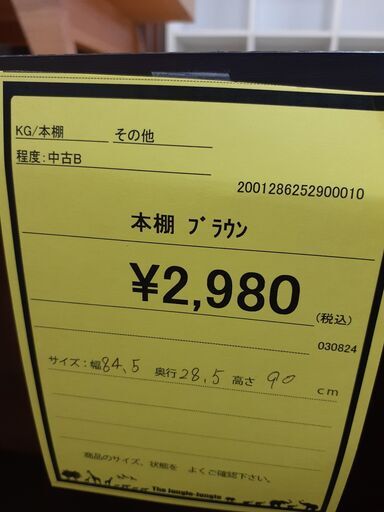 KG/本棚 その他
程度:中古B
2001286252900010
本棚 ﾌﾞﾗｳﾝ
¥2,980
(税込)
030824
サイズ:幅84.5 奥行28.5高さ 90 cm
商品のサイズ、状態を よくご確認下さい。
The Jungle Jungle